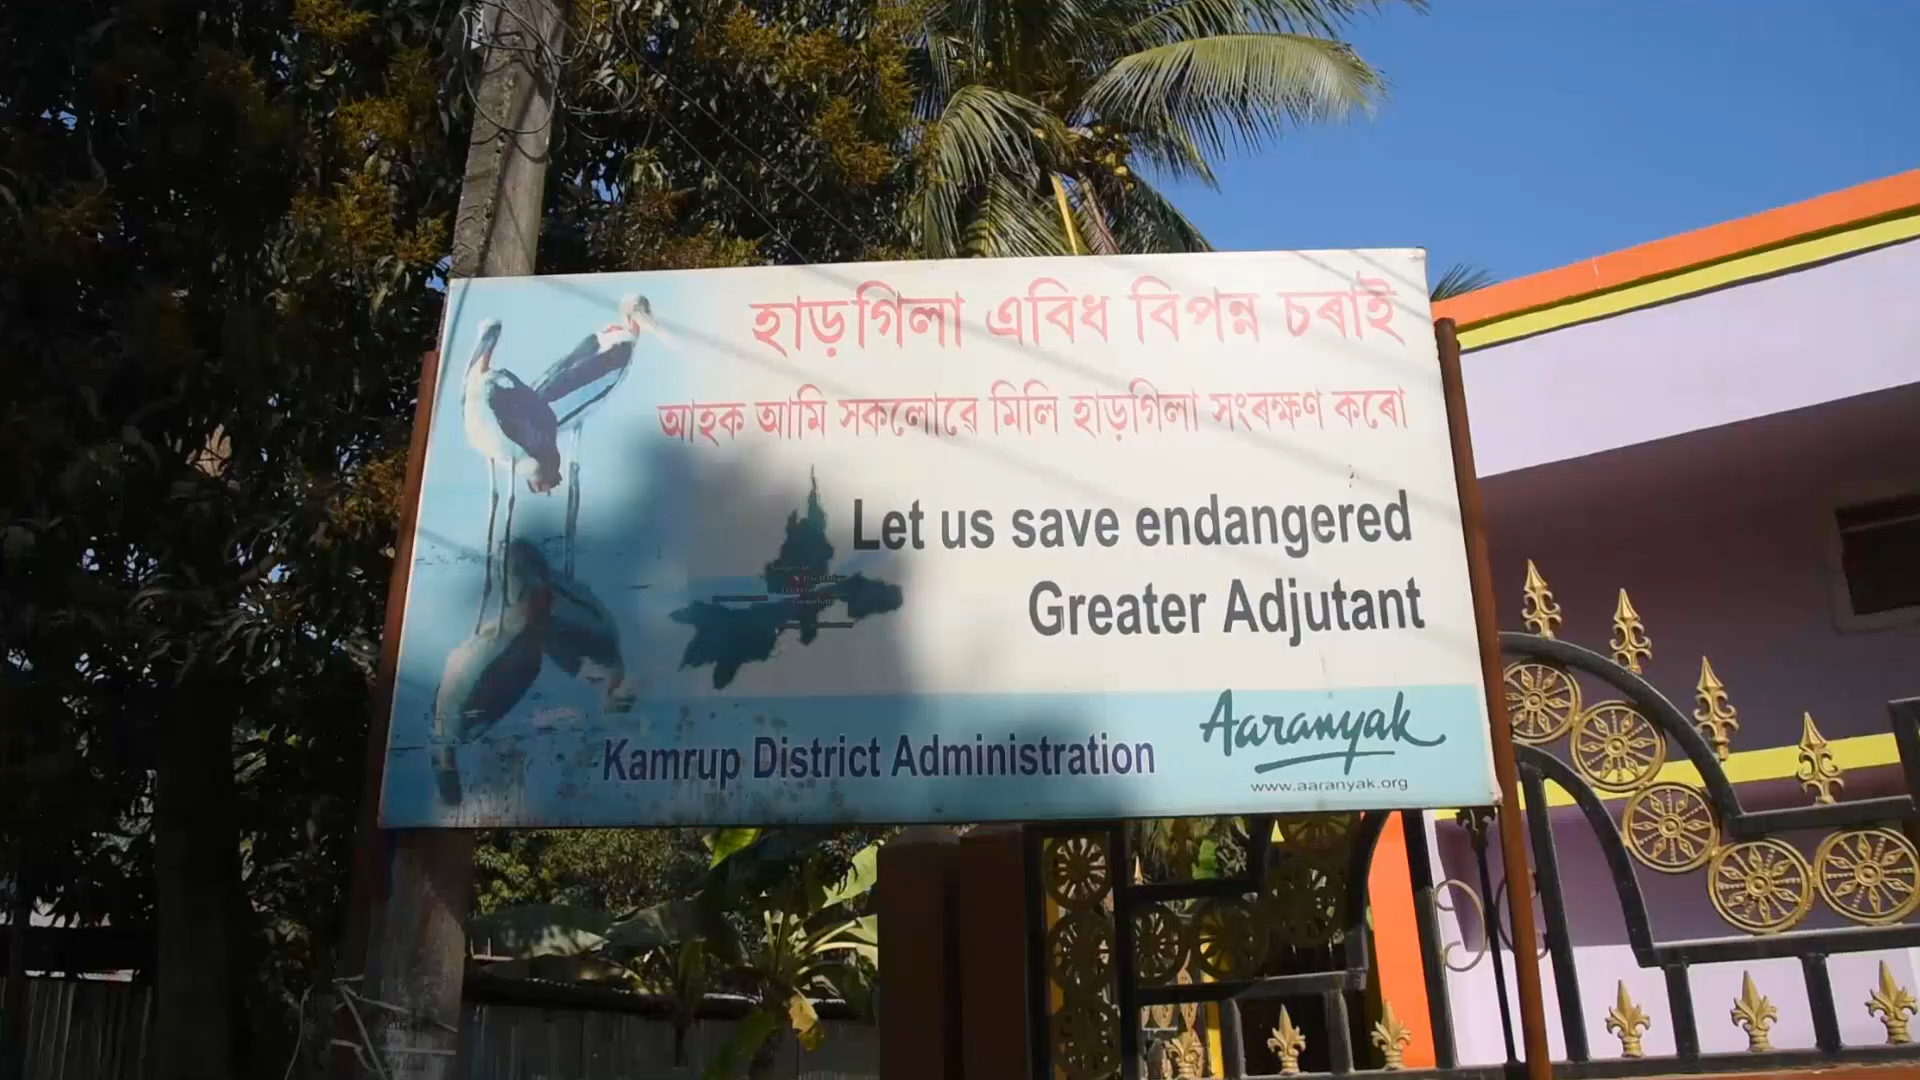 হাড়গিলা এবিধ বিপন্ন চৰাই
আহক আমি সকলোৱে মিলি হাড়গিলা সংৰক্ষণ কৰো
Let us save endangered
Greater Adjutant
Kamrup District Administration
Aaranyak
www.aaranyak.org